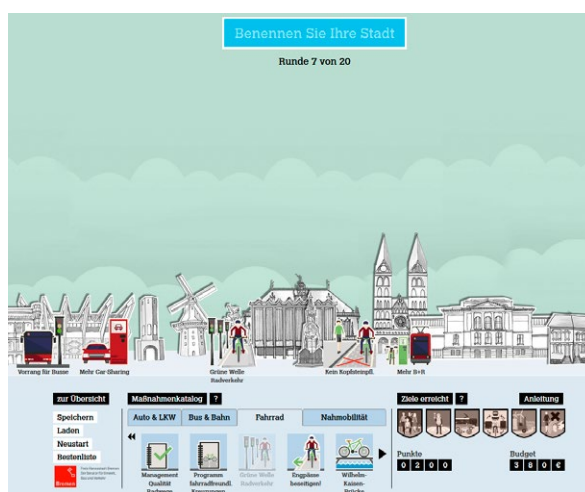 Benennen Sie Ihre Stadt
Runde 7 von 20
Vorrang für Busse
Mehr Car-Sharing
Grüne Welle
Radverkehr
Kein Kopfsteinpfl.
Mehr B+R
zur Übersicht
Maßnahmenkatalog ?
Ziele erreicht ?
Anleitung
Speichern
Laden
Neustart
Bestenliste
Auto & LKW
Bus & Bahn
Fahrrad
Nahmobilität
Management
Qualität
Programm
fahrradfreundl.
Grüne Welle
Radverkehr
Engpässe
beseitigen!
Wilhelm-
Kaisen-
Punkte
0 2 0 0
Budget
3 8 0 €